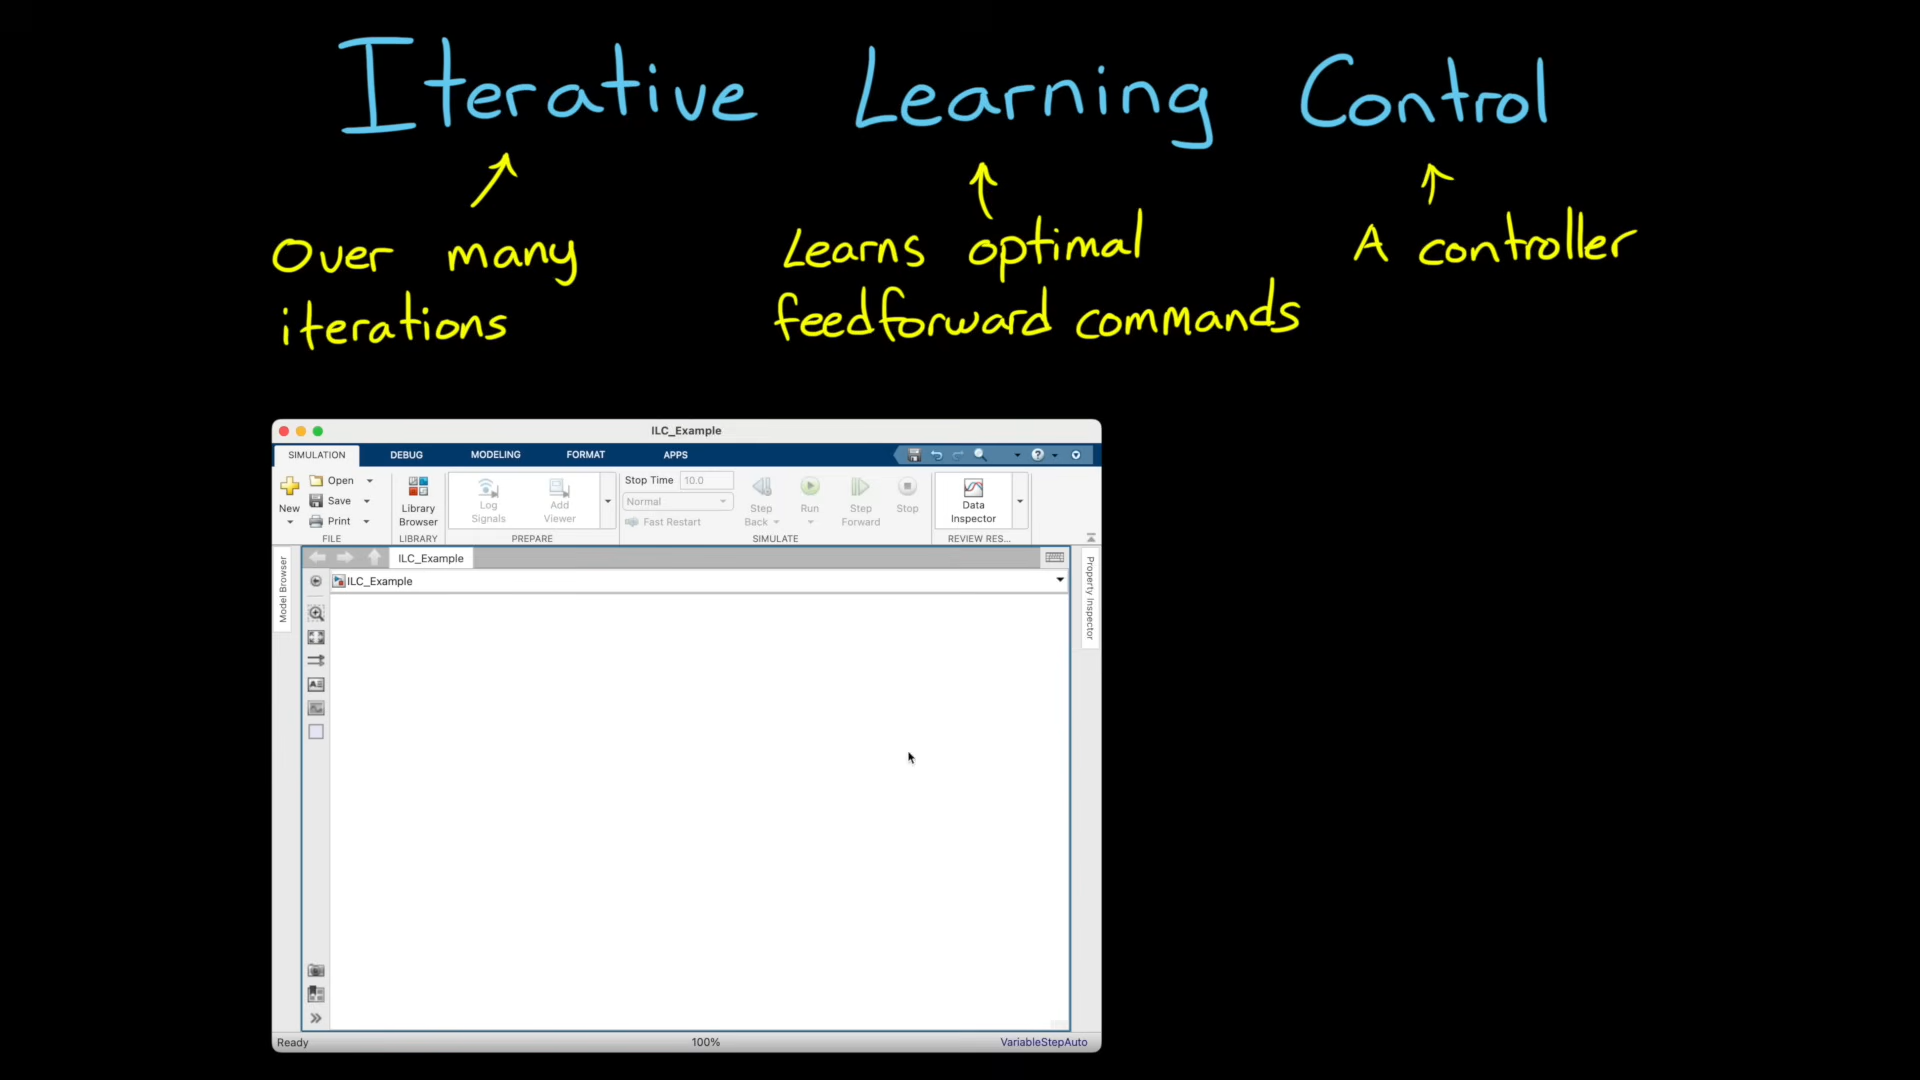 Iterative Learning Control
Over many
iterations
Learns optimal
feedforward commands
A controller
ILC_Example
SIMULATION DEBUG MODELING FORMAT APPS
New
Open
Save
Print
FILE
Library
Browser
LIBRARY
Log
Signals
Add
Viewer
PREPARE
Stop Time 10.0
Normal
Fast Restart
Step
Back
Run
Step
Forward
Stop
SIMULATE
Data
Inspector
REVIEW RES...
Model Browser
ILC_Example
ILC_Example
Property Inspector
Ready 100% VariableStepAuto